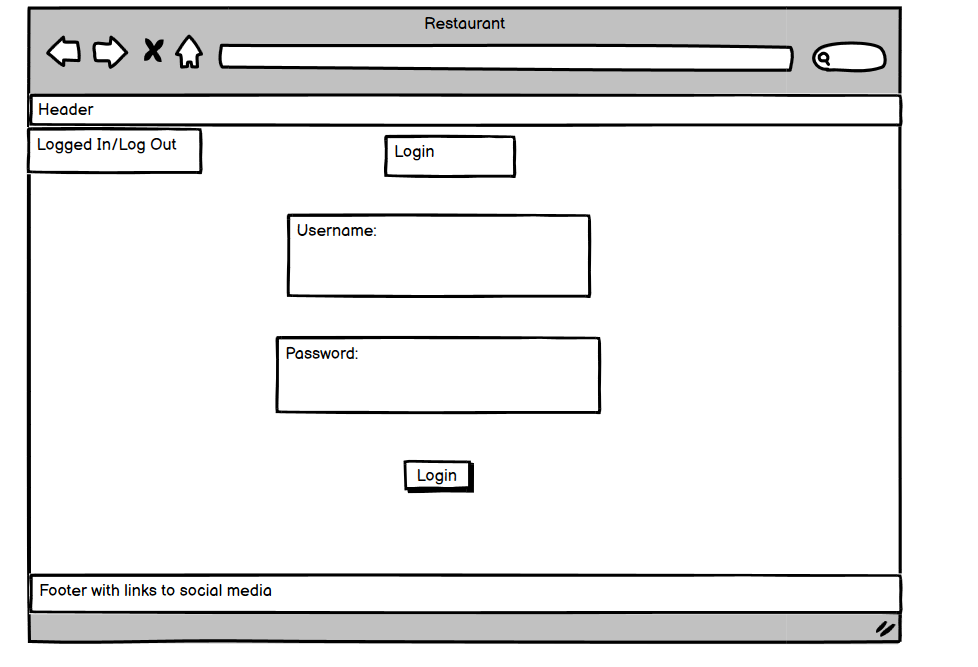 Restaurant
Header
Logged In/Log Out
Login
Username:
Password:
Login
Footer with links to social media